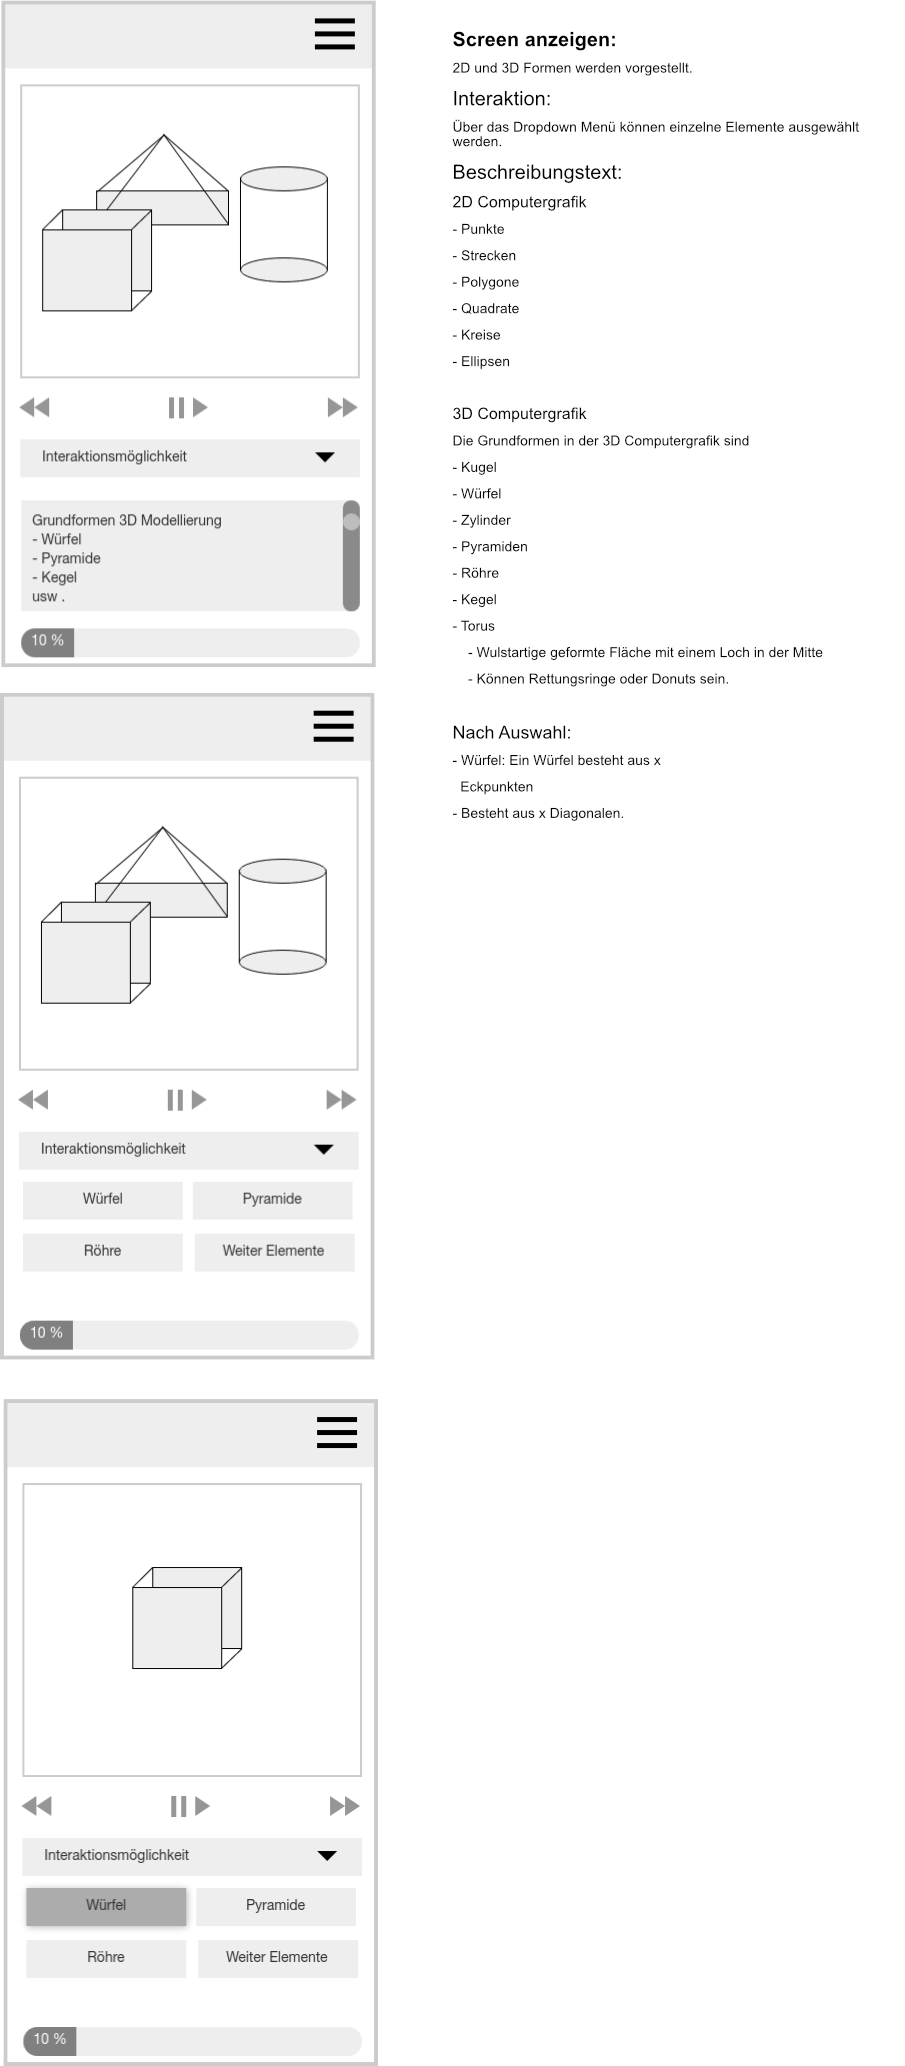 Screen anzeigen:
2D und 3D Formen werden vorgestellt.
Interaktion:
Über das Dropdown Menü können einzelne Elemente ausgewählt
werden.
Beschreibungstext:
2D Computergrafik
- Punkte
- Strecken
- Polygone
- Quadrate
- Kreise
- Ellipsen
3D Computergrafik
Die Grundformen in der 3D Computergrafik sind
- Kugel
- Würfel
- Zylinder
- Pyramiden
- Röhre
- Kegel
- Torus
- Wulstartige geformte Fläche mit einem Loch in der Mitte
- Können Rettungsringe oder Donuts sein.
Nach Auswahl:
- Würfel: Ein Würfel besteht aus x
Eckpunkten
- Besteht aus x Diagonalen.
Interaktionsmöglichkeit
Grundformen 3D Modellierung
- Würfel
- Pyramide
- Kegel
usw .
10 %
Interaktionsmöglichkeit
Würfel
Pyramide
Röhre
Weiter Elemente
10 %
Interaktionsmöglichkeit
Würfel
Pyramide
Röhre
Weiter Elemente
10 %